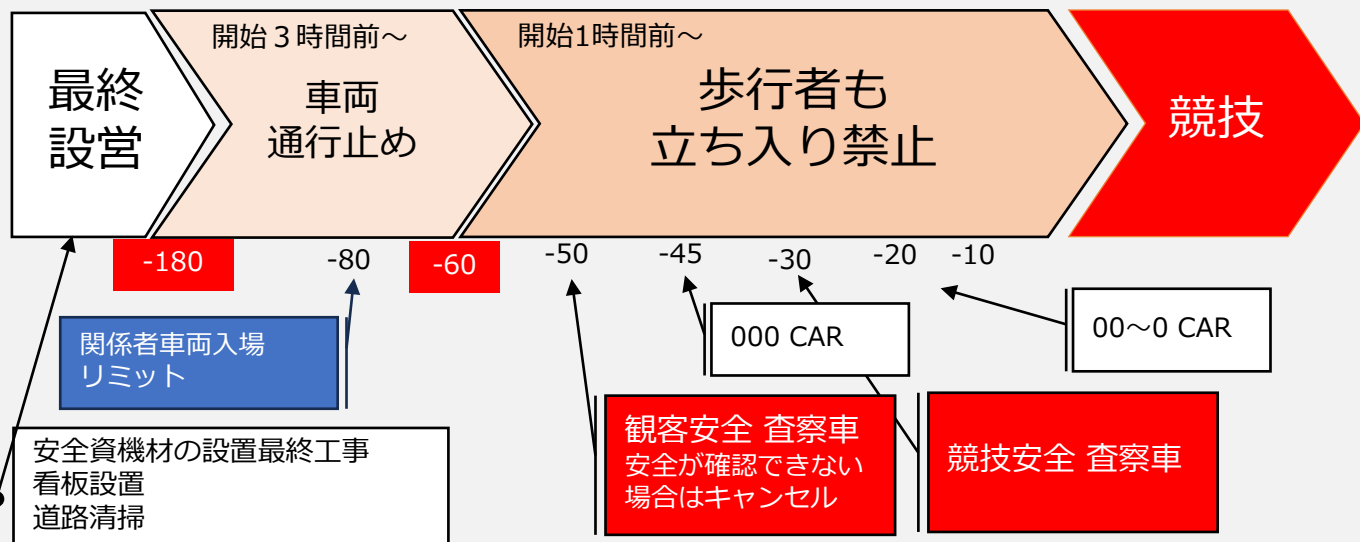 最終
設営
開始３時間前～
車両
通行止め
開始1時間前～
歩行者も
立ち入り禁止
競技
-180
-80
-60
-50
-45
-30
-20
-10
関係者車両入場
リミット
000 CAR
00～0 CAR
安全資機材の設置最終工事
看板設置
道路清掃
観客安全 査察車
安全が確認できない
場合はキャンセル
競技安全 査察車